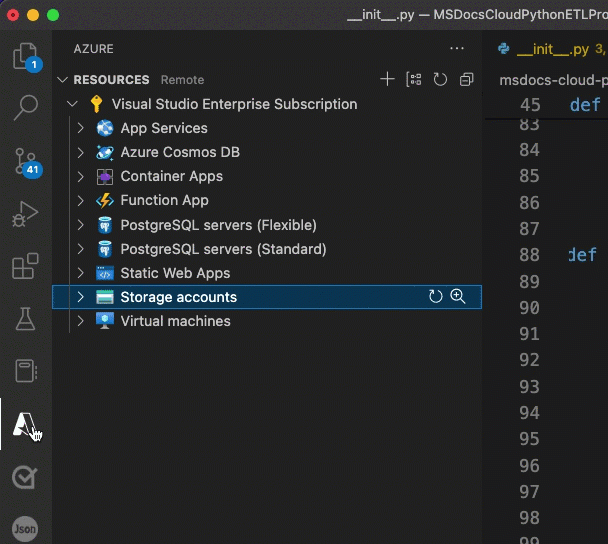 __init__.py — MSDocsCloudPythonETLPro
AZURE
RESOURCES Remote
Visual Studio Enterprise Subscription
App Services
Azure Cosmos DB
Container Apps
Function App
PostgreSQL servers (Flexible)
PostgreSQL servers (Standard)
Static Web Apps
Storage accounts
Virtual machines
1
41
Json
__init__.py 3,
msdocs-cloud-p
45 def
83
84
85
86
87
88 def
89
90
91
92
93
94
95
96
97
98
99